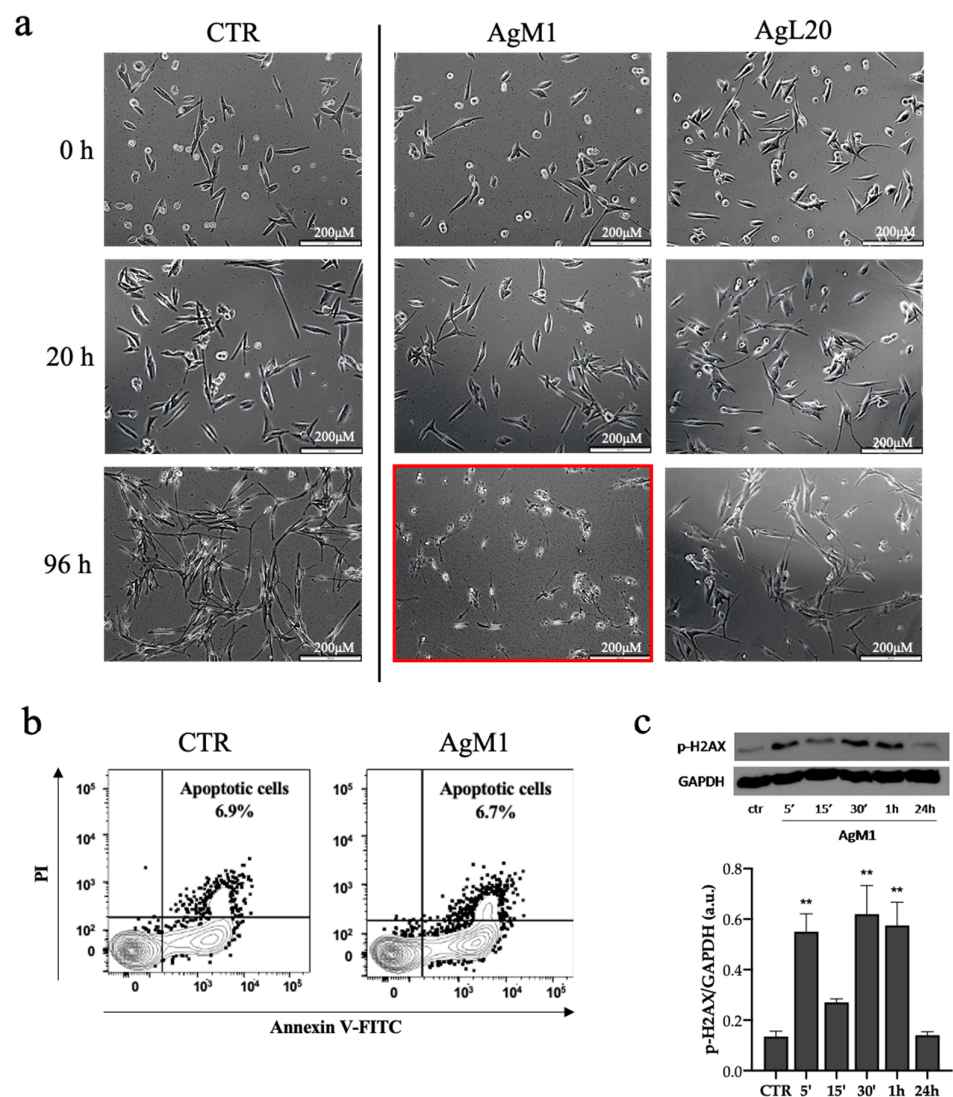 a
CTR AgM1 AgL20
0 h
200μM 200μM 200μM
20 h
200μM 200μM 200μM
96 h
200μM 200μM 200μM
b
CTR AgM1
Apoptotic cells
6.9%
Apoptotic cells
6.7%
PI
10⁵
10⁴
10³
10²
0
0 10³ 10⁴ 10⁵
10⁵
10⁴
10³
10²
0
0 10³ 10⁴ 10⁵
Annexin V-FITC
c
p-H2AX
GAPDH
ctr 5′ 15′ 30′ 1h 24h
AgM1
p-H2AX/GAPDH (a.u.)
0.8
0.6
0.4
0.2
0.0
** ** **
CTR 5' 15' 30' 1h 24h